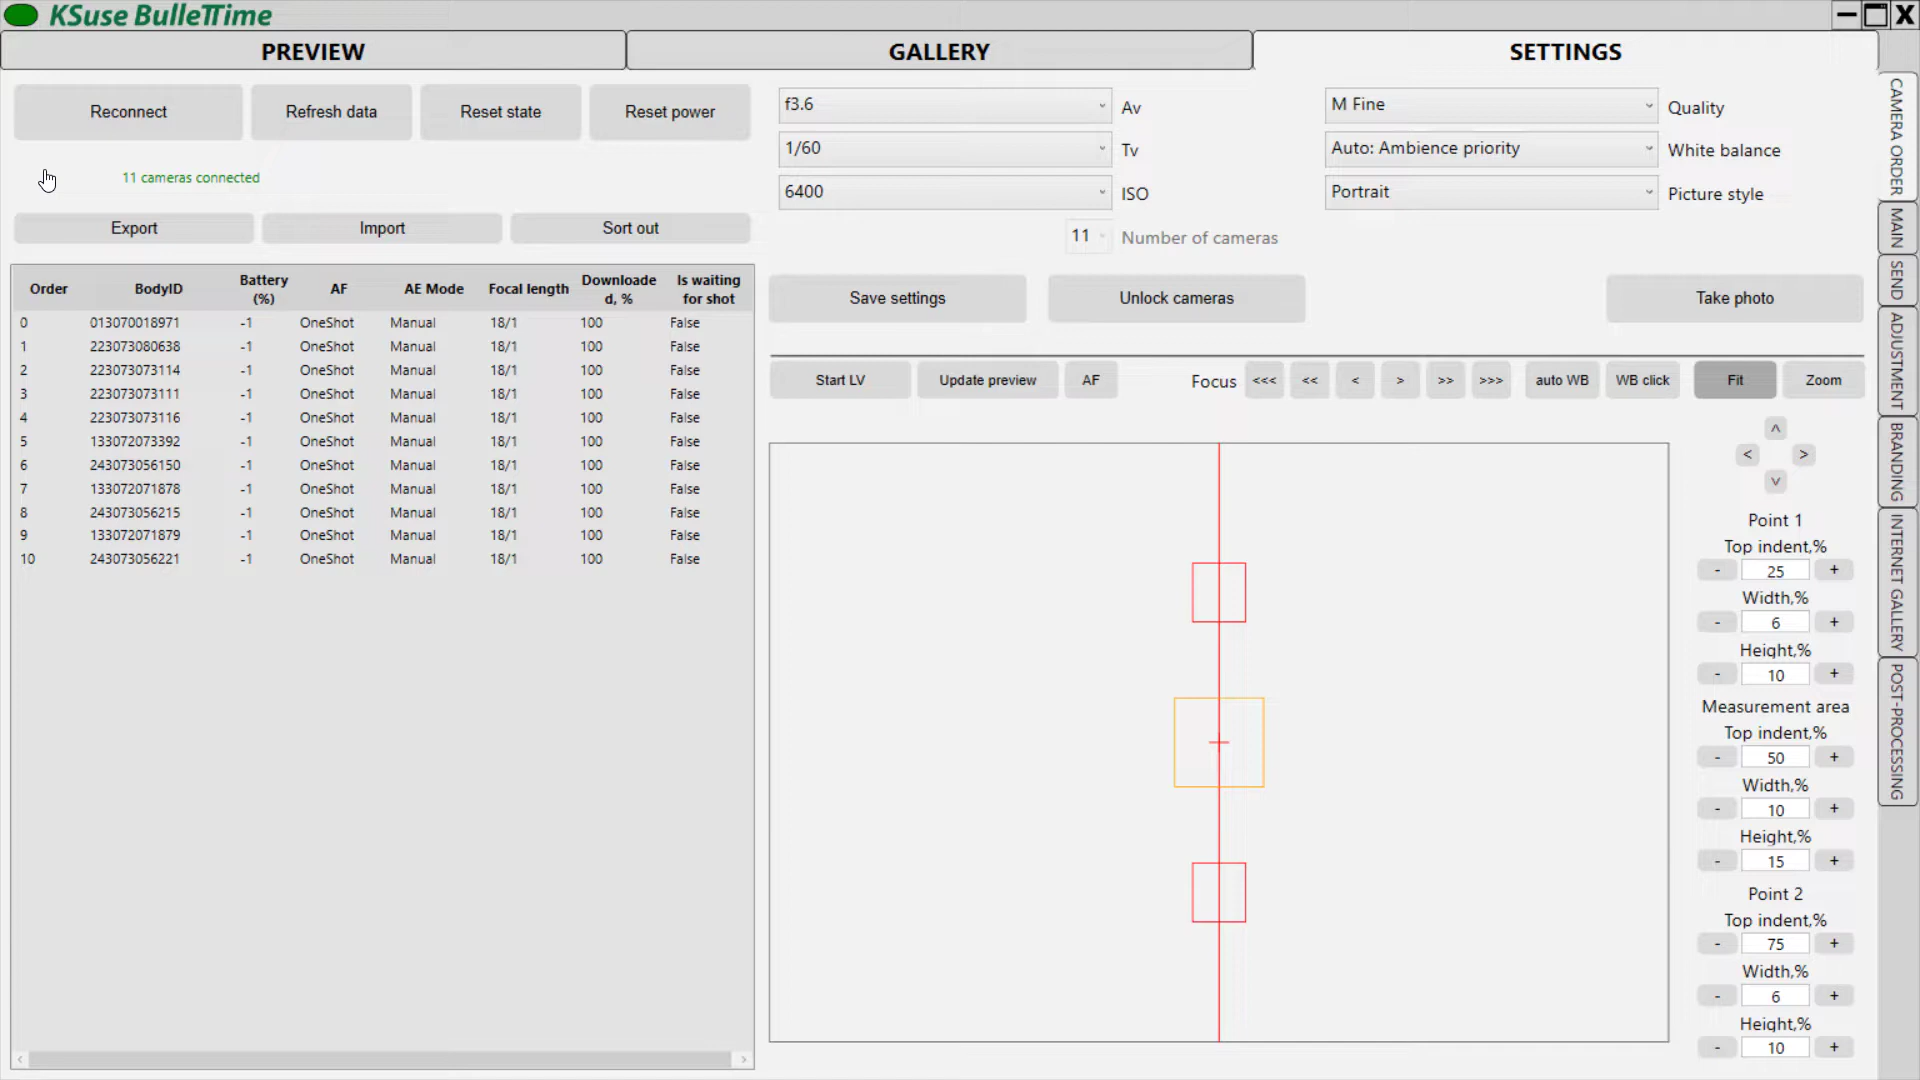 KSuse BulleTTime
PREVIEW
GALLERY
SETTINGS
Reconnect
Refresh data
Reset state
Reset power
11 cameras connected
Export
Import
Sort out
Order BodyID Battery (%) AF AE Mode Focal length Downloade d, % Is waiting for shot
0 013070018971 -1 OneShot Manual 18/1 100 False
1 223073080638 -1 OneShot Manual 18/1 100 False
2 223073073114 -1 OneShot Manual 18/1 100 False
3 223073073111 -1 OneShot Manual 18/1 100 False
4 223073073116 -1 OneShot Manual 18/1 100 False
5 133072073392 -1 OneShot Manual 18/1 100 False
6 243073056150 -1 OneShot Manual 18/1 100 False
7 133072071878 -1 OneShot Manual 18/1 100 False
8 243073056215 -1 OneShot Manual 18/1 100 False
9 133072071879 -1 OneShot Manual 18/1 100 False
10 243073056221 -1 OneShot Manual 18/1 100 False
f3.6 Av
1/60 Tv
6400 ISO
11 Number of cameras
M Fine Quality
Auto: Ambience priority White balance
Portrait Picture style
Save settings
Unlock cameras
Take photo
Start LV
Update preview
AF
Focus <<< << < > >> >>>
auto WB
WB click
Fit
Zoom
^
< >
v
Point 1
Top indent,%
- 25 +
Width,%
- 6 +
Height,%
- 10 +
Measurement area
Top indent,%
- 50 +
Width,%
- 10 +
Height,%
- 15 +
Point 2
Top indent,%
- 75 +
Width,%
- 6 +
Height,%
- 10 +
CAMERA ORDER
MAIN
SEND
ADJUSTMENT
BRANDING
INTERNET GALLERY
POST-PROCESSING